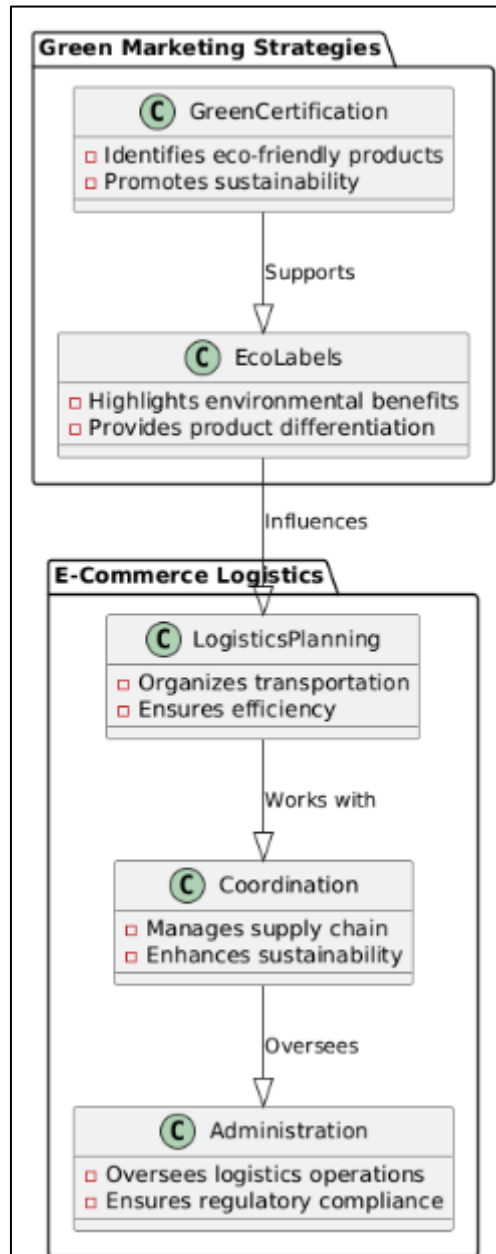 Green Marketing Strategies
C GreenCertification
Identifies eco-friendly products
Promotes sustainability
Supports
C EcoLabels
Highlights environmental benefits
Provides product differentiation
Influences
E-Commerce Logistics
C LogisticsPlanning
Organizes transportation
Ensures efficiency
Works with
C Coordination
Manages supply chain
Enhances sustainability
Oversees
C Administration
Oversees logistics operations
Ensures regulatory compliance